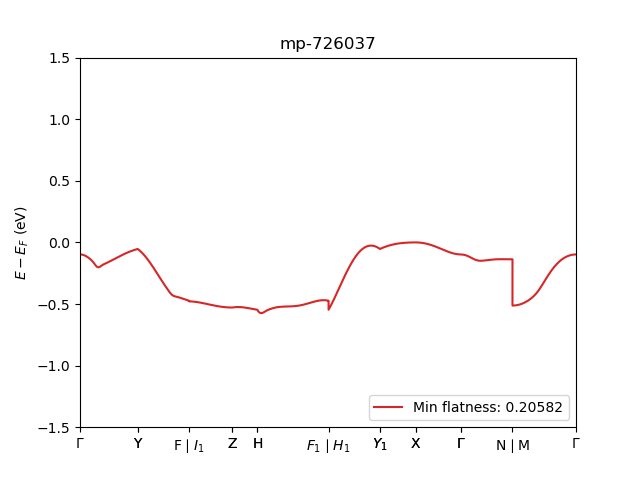 mp-726037
1.5
1.0
0.5
0.0
−0.5
−1.0
−1.5
E − E_F (eV)
Min flatness: 0.20582
Γ Y F | I₁ Z H F₁ | H₁ Y₁ X Γ N | M Γ